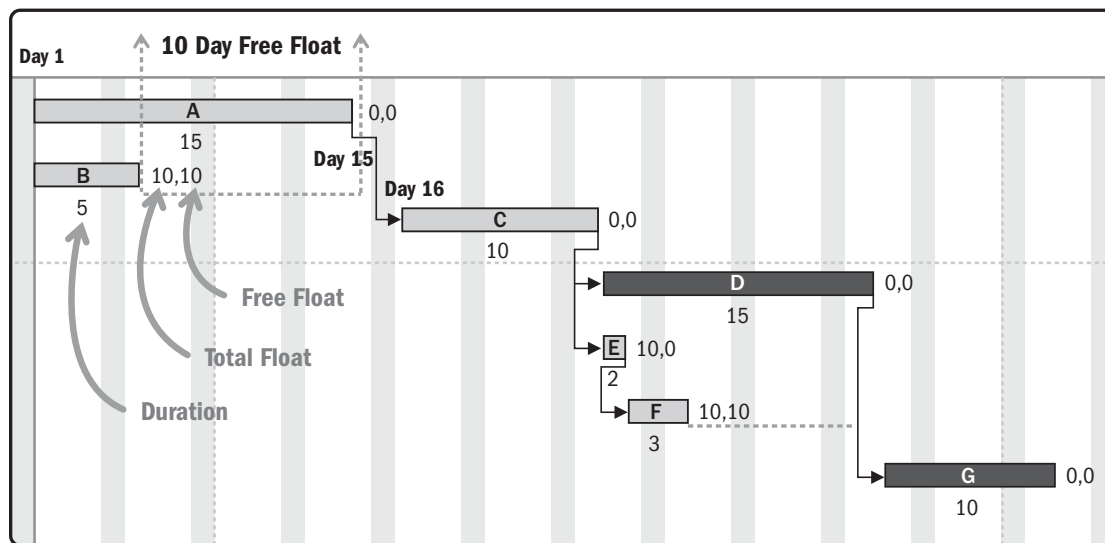 10 Day Free Float
Day 1
A
0,0
15
Day 15
B
10,10
5
Day 16
C
0,0
10
D
0,0
15
Free Float
E
10,0
2
Total Float
F
10,10
3
Duration
G
0,0
10